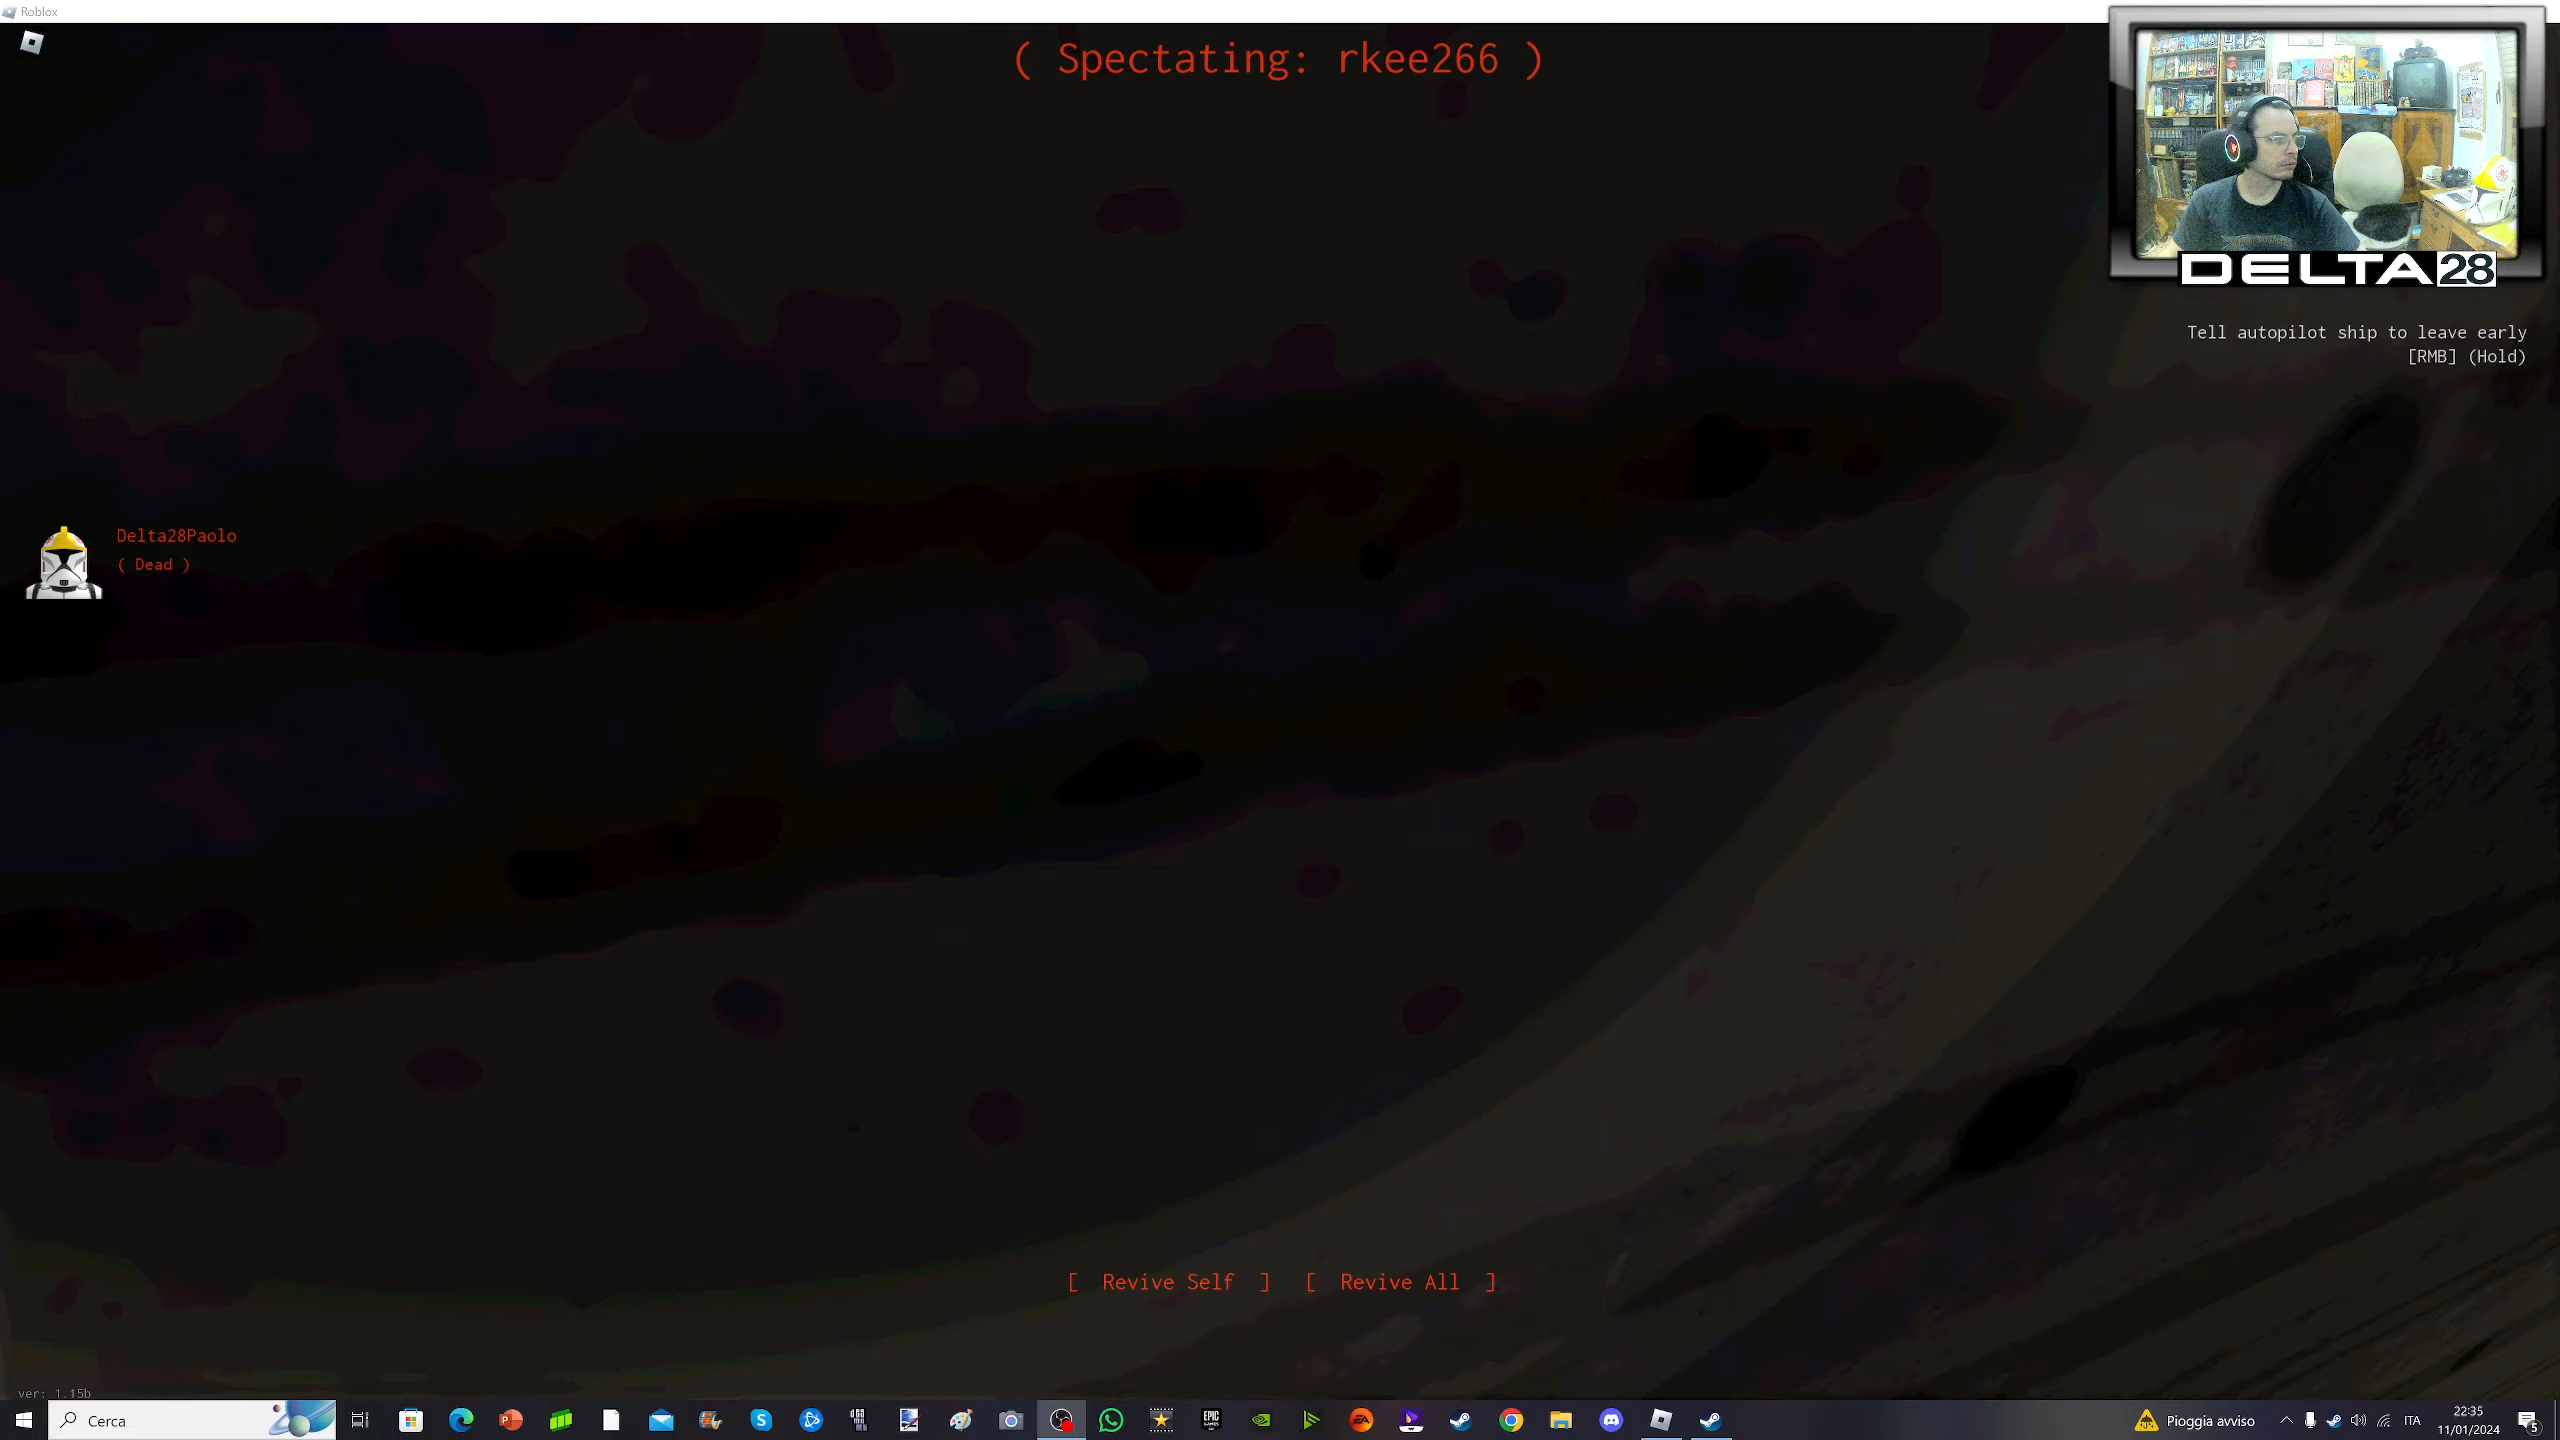 Roblox
( Spectating: rkee266 )
DELTA28
Tell autopilot ship to leave early
[RMB] (Hold)
Delta28Paolo
( Dead )
[ Revive Self ] [ Revive All ]
ver: 1.15b
Cerca
Pioggia avviso
ITA
22:35
11/01/2024
5